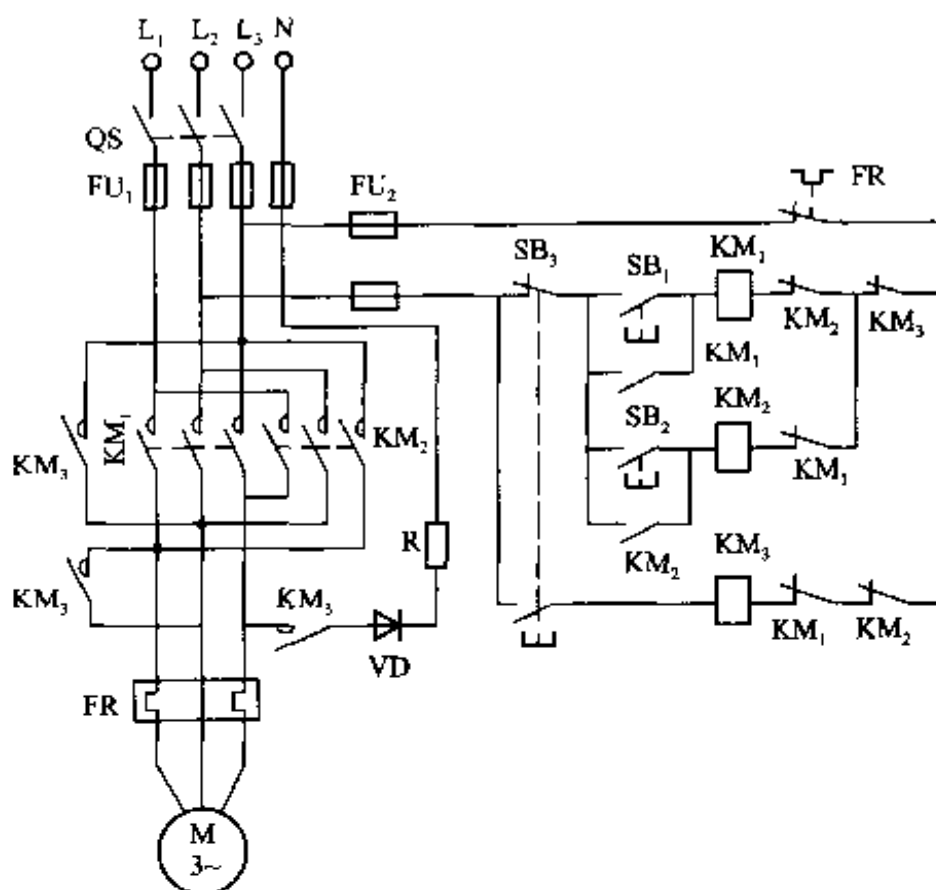 L₁ L₂ L₃ N
QS
FU₁ FU₂ FR
SB₃ SB₁ KM₁
KM₂ KM₃
KM₁
KM₃ KM₁ KM₂ SB₂ KM₂
KM₁
R KM₂ KM₃
KM₃ KM₃
KM₁ KM₂
VD
FR
M
3~